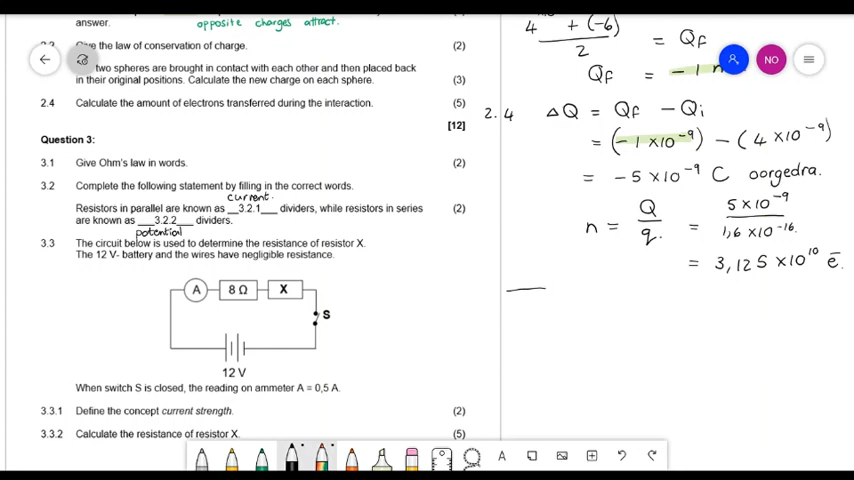 answer.
opposite charges attract.
Give the law of conservation of charge.
(2)
two spheres are brought in contact with each other and then placed back
in their original positions. Calculate the new charge on each sphere.
(3)
2.4 Calculate the amount of electrons transferred during the interaction.
(5)
[12]
Question 3:
3.1 Give Ohm's law in words.
(2)
3.2 Complete the following statement by filling in the correct words.
current.
Resistors in parallel are known as __3.2.1___ dividers, while resistors in series
(2)
are known as ___3.2.2___ dividers.
potential
3.3 The circuit below is used to determine the resistance of resistor X.
The 12 V- battery and the wires have negligible resistance.
A
8 Ω
X
S
12 V
When switch S is closed, the reading on ammeter A = 0,5 A.
3.3.1 Define the concept current strength.
(2)
3.3.2 Calculate the resistance of resistor X.
(5)
4 + (-6)
2
= Qf
Qf = -1 n
NO
2.4 ΔQ = Qf - Qi
= (-1 ×10⁻⁹) - (4 ×10⁻⁹)
= -5 ×10⁻⁹ C oorgedra.
n = Q/q = 5 ×10⁻⁹/1,6 ×10⁻¹⁶.
= 3,125 ×10¹⁰ ē.
A